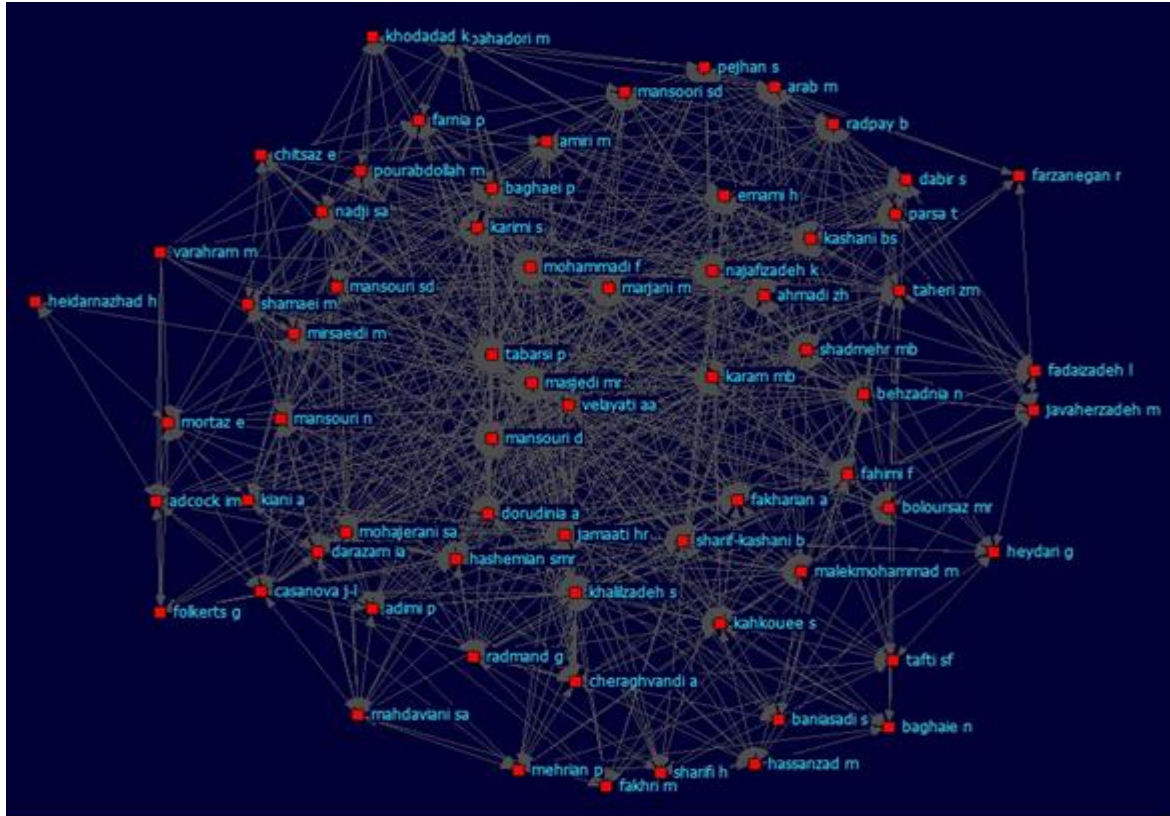 khodadad k
bahadori m
pejhan s
mansoori sd
arab m
farnia p
radpay b
amiri m
chitsaz e
pourabdollah m
farzanegan r
dabir s
baghaei p
emami h
nadji sa
parsa t
karimi s
kashani bs
varahram m
mohammadi f
najafizadeh k
mansouri sd
marjani m
taheri zm
ahmadi zh
heidarnazhad h
shamaei m
mirsaeidi m
shadmehr mb
tabarsi p
fadaizadeh l
karam mb
masjedi mr
behzadnia n
velayati aa
javaherzadeh m
mansouri n
mortaz e
mansouri d
fahimi f
adcock im
kiani a
fakharian a
boloursaz mr
dorudinia a
mohajerani sa
jamaati hr
sharif-kashani b
darazam ia
heydari g
hashemian smr
malekmohammad m
casanova j-l
khalilzadeh s
adimi p
folkerts g
kahkouee s
radmand g
tafti sf
cheraghvandi a
mahdaviani sa
baniasadi s
baghaie n
hassanzad m
mehrian p
sharifi h
fakhri m